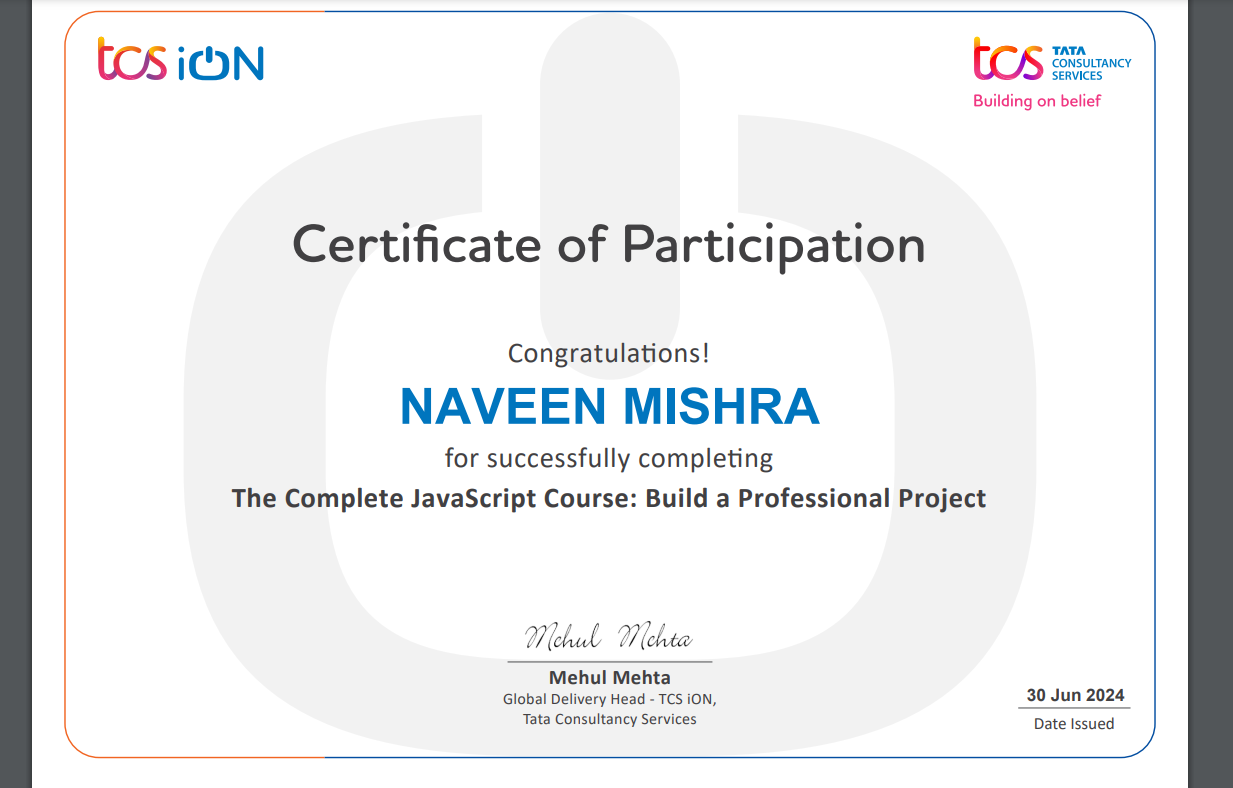 tcs iON
tcs TATA
CONSULTANCY
SERVICES
Building on belief
Certificate of Participation
Congratulations!
NAVEEN MISHRA
for successfully completing
The Complete JavaScript Course: Build a Professional Project
Mehul Mehta
Mehul Mehta
Global Delivery Head - TCS iON,
Tata Consultancy Services
30 Jun 2024
Date Issued